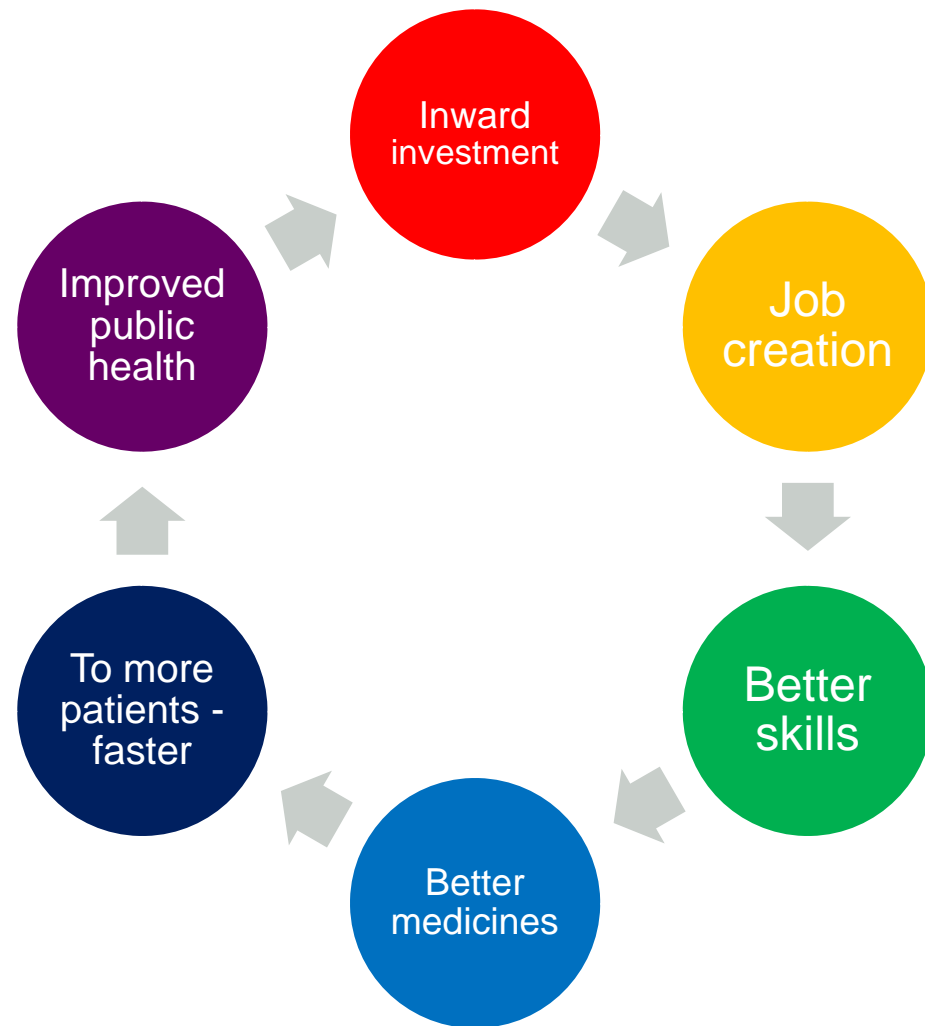 Inward
investment
Job
creation
Better
skills
Better
medicines
To more
patients -
faster
Improved
public
health